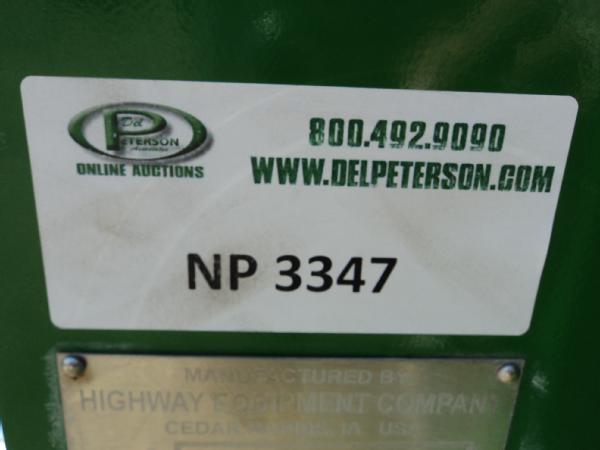 Del
PETERSON
Associates
ONLINE AUCTIONS
800.492.9090
WWW.DELPETERSON.COM
NP 3347
MANUFACTURED BY
HIGHWAY EQUIPMENT COMPANY
CEDAR RAPIDS, IA USA